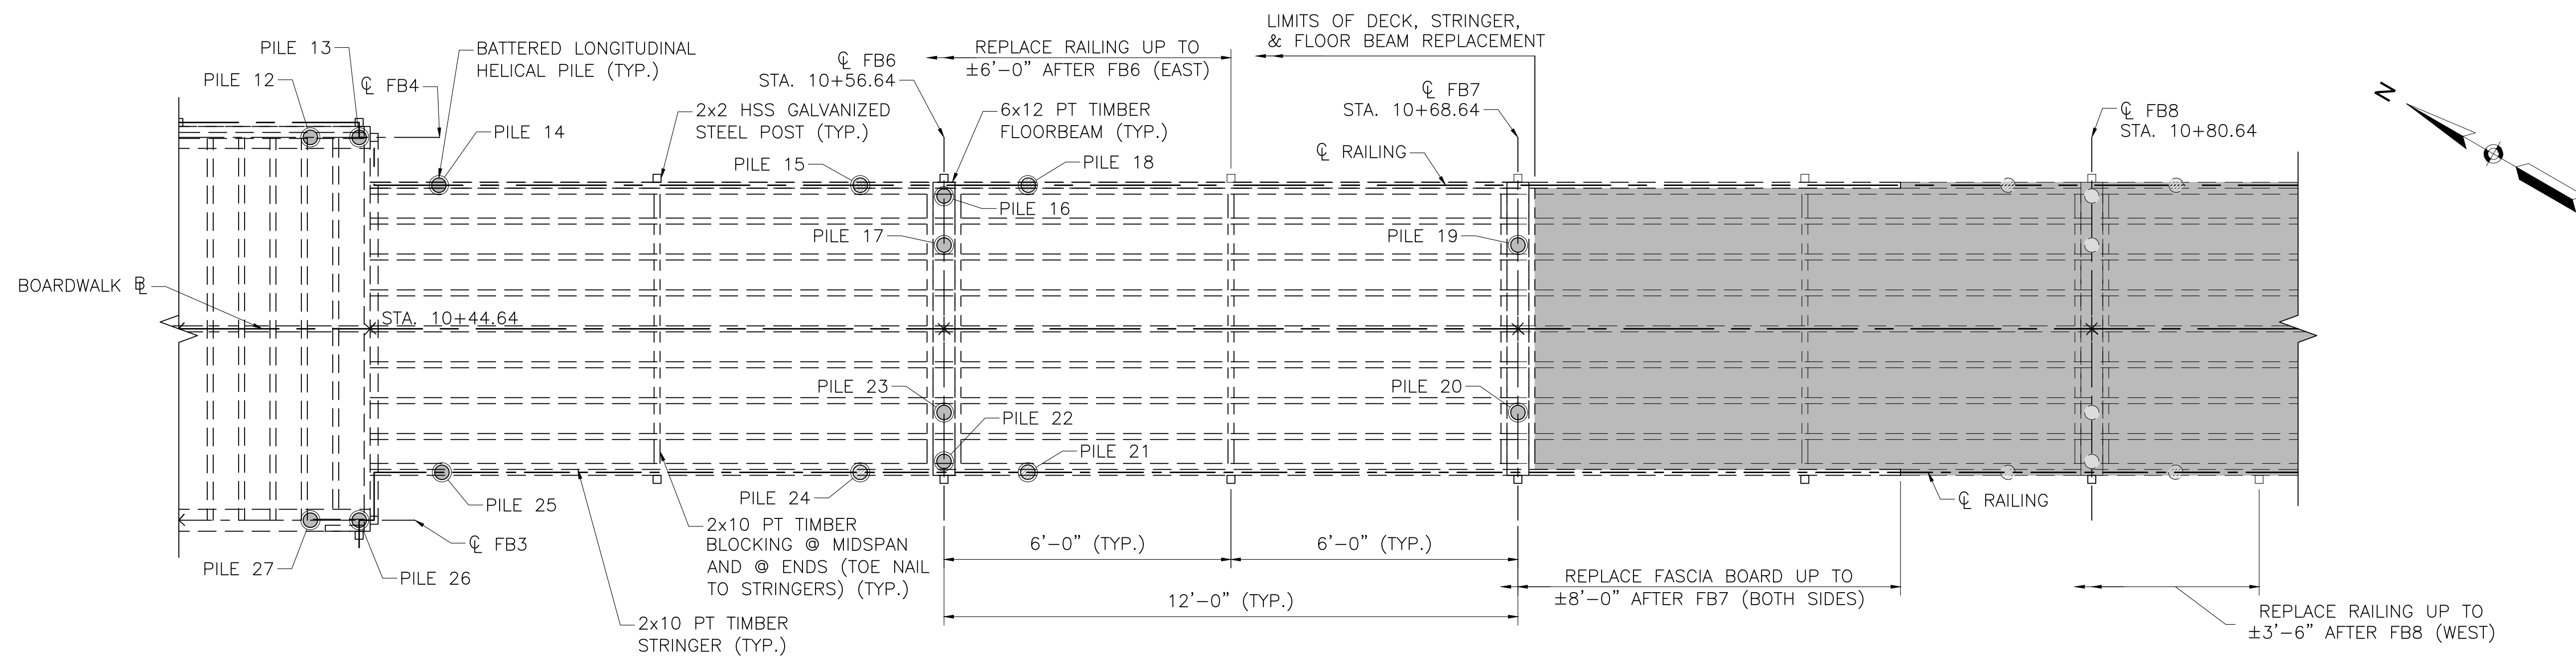 LIMITS OF DECK, STRINGER,
& FLOOR BEAM REPLACEMENT
PILE 13
BATTERED LONGITUDINAL
HELICAL PILE (TYP.)
REPLACE RAILING UP TO
±6'-0" AFTER FB6 (EAST)
℄ FB6
STA. 10+56.64
PILE 12
℄ FB4
℄ FB7
STA. 10+68.64
N
2x2 HSS GALVANIZED
STEEL POST (TYP.)
6x12 PT TIMBER
FLOORBEAM (TYP.)
℄ FB8
STA. 10+80.64
PILE 14
℄ RAILING
PILE 15
PILE 18
PILE 16
PILE 17
PILE 19
BOARDWALK ℄
STA. 10+44.64
PILE 23
PILE 20
PILE 22
PILE 21
PILE 24
PILE 25
℄ RAILING
2x10 PT TIMBER
BLOCKING @ MIDSPAN
AND @ ENDS (TOE NAIL
TO STRINGERS) (TYP.)
℄ FB3
6'-0" (TYP.)
6'-0" (TYP.)
PILE 27
PILE 26
REPLACE FASCIA BOARD UP TO
±8'-0" AFTER FB7 (BOTH SIDES)
12'-0" (TYP.)
REPLACE RAILING UP TO
±3'-6" AFTER FB8 (WEST)
2x10 PT TIMBER
STRINGER (TYP.)